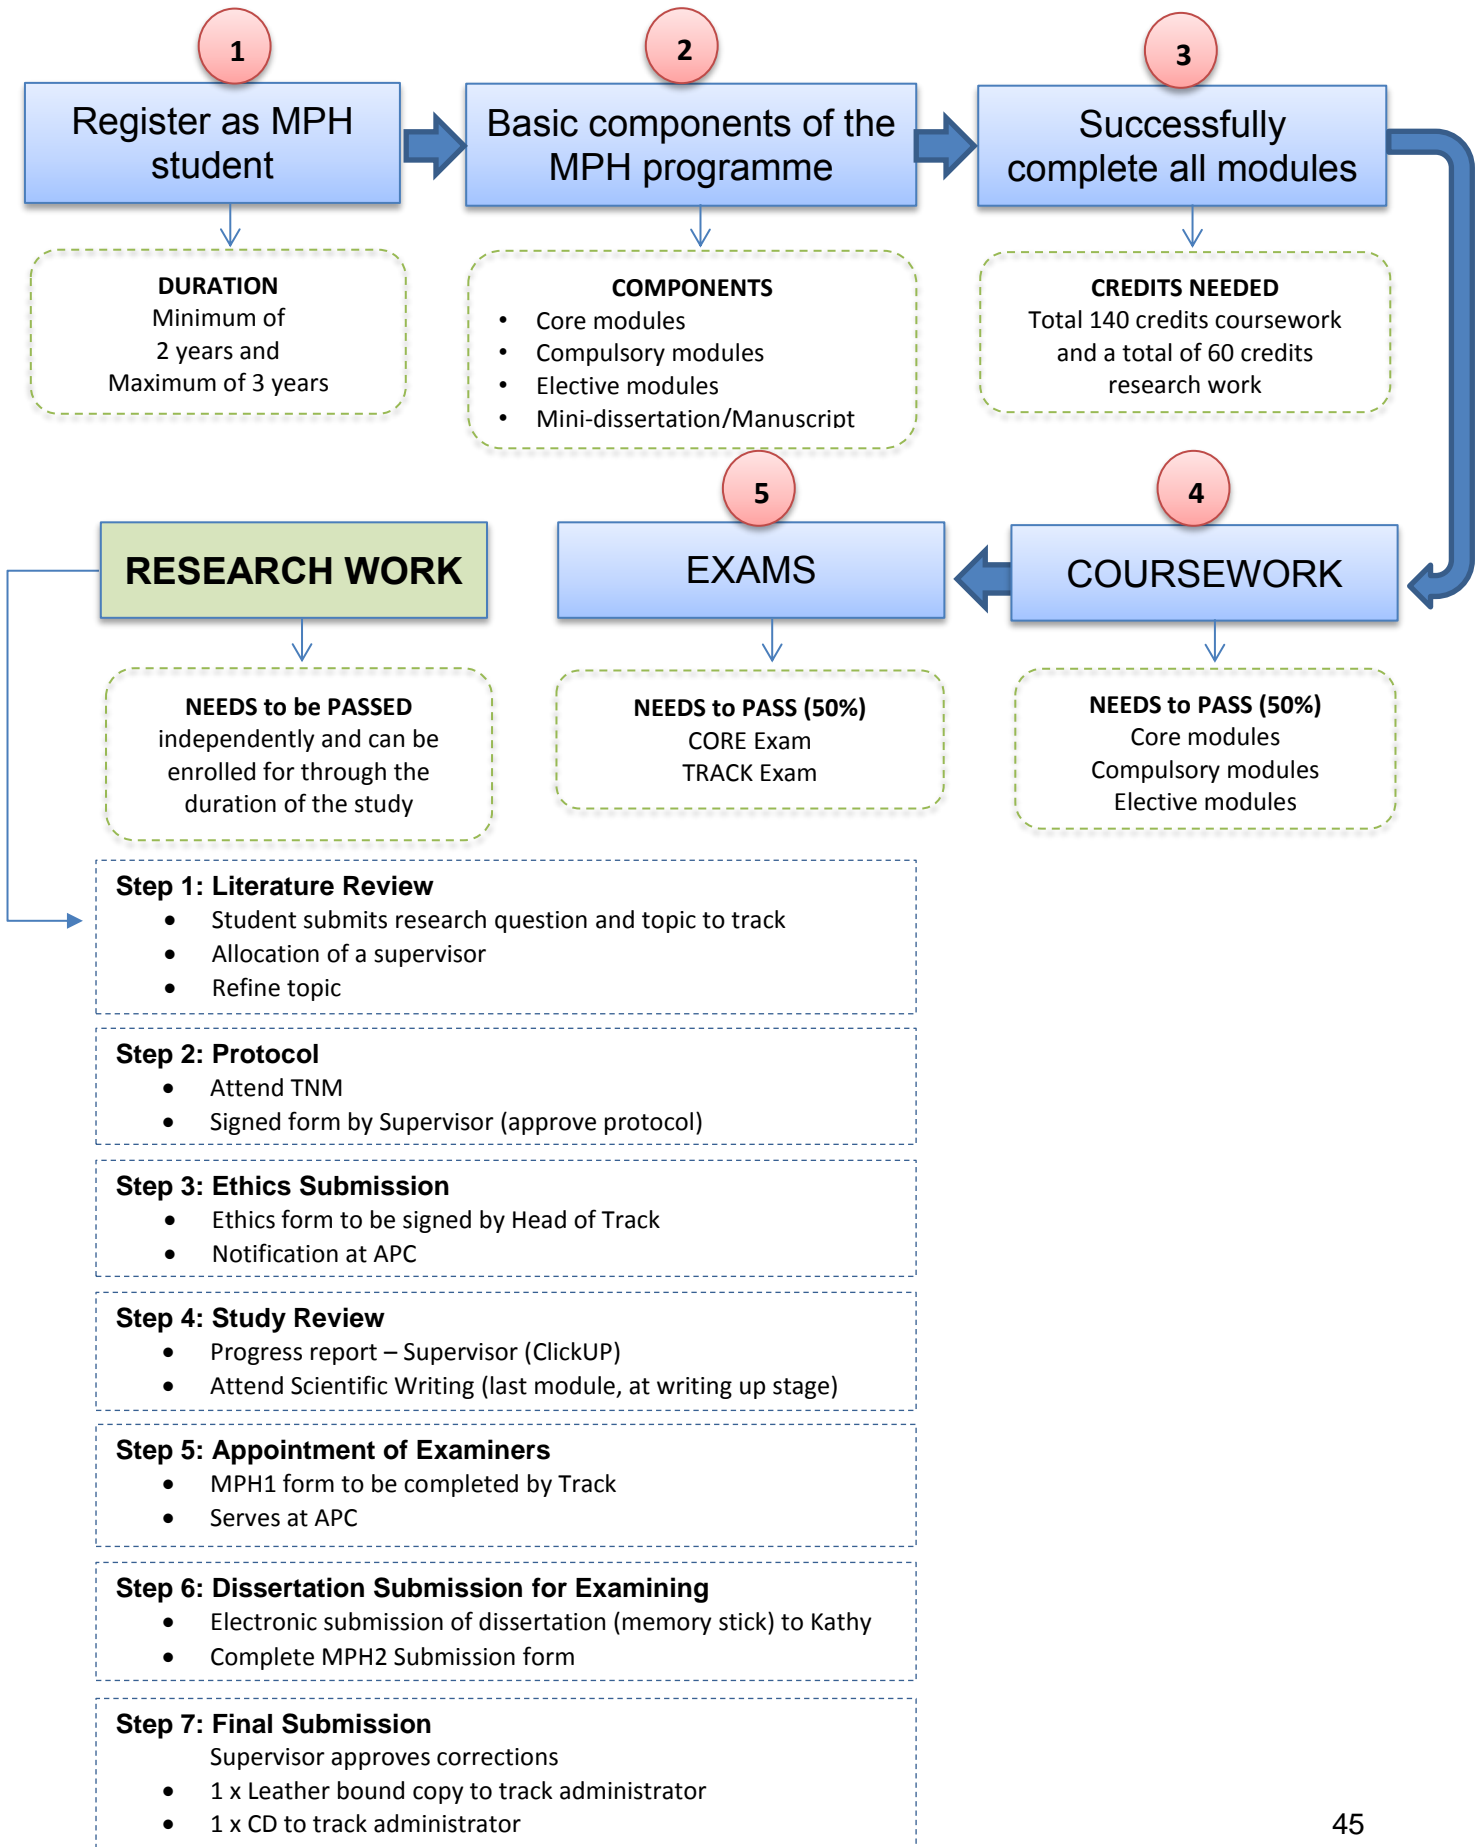 1
Register as MPH
student
DURATION
Minimum of
2 years and
Maximum of 3 years
2
Basic components of the
MPH programme
COMPONENTS
• Core modules
• Compulsory modules
• Elective modules
• Mini-dissertation/Manuscript
3
Successfully
complete all modules
CREDITS NEEDED
Total 140 credits coursework
and a total of 60 credits
research work
4
COURSEWORK
NEEDS to PASS (50%)
Core modules
Compulsory modules
Elective modules
5
EXAMS
NEEDS to PASS (50%)
CORE Exam
TRACK Exam
RESEARCH WORK
NEEDS to be PASSED
independently and can be
enrolled for through the
duration of the study
Step 1: Literature Review
• Student submits research question and topic to track
• Allocation of a supervisor
• Refine topic
Step 2: Protocol
• Attend TNM
• Signed form by Supervisor (approve protocol)
Step 3: Ethics Submission
• Ethics form to be signed by Head of Track
• Notification at APC
Step 4: Study Review
• Progress report – Supervisor (ClickUP)
• Attend Scientific Writing (last module, at writing up stage)
Step 5: Appointment of Examiners
• MPH1 form to be completed by Track
• Serves at APC
Step 6: Dissertation Submission for Examining
• Electronic submission of dissertation (memory stick) to Kathy
• Complete MPH2 Submission form
Step 7: Final Submission
Supervisor approves corrections
• 1 x Leather bound copy to track administrator
• 1 x CD to track administrator
45